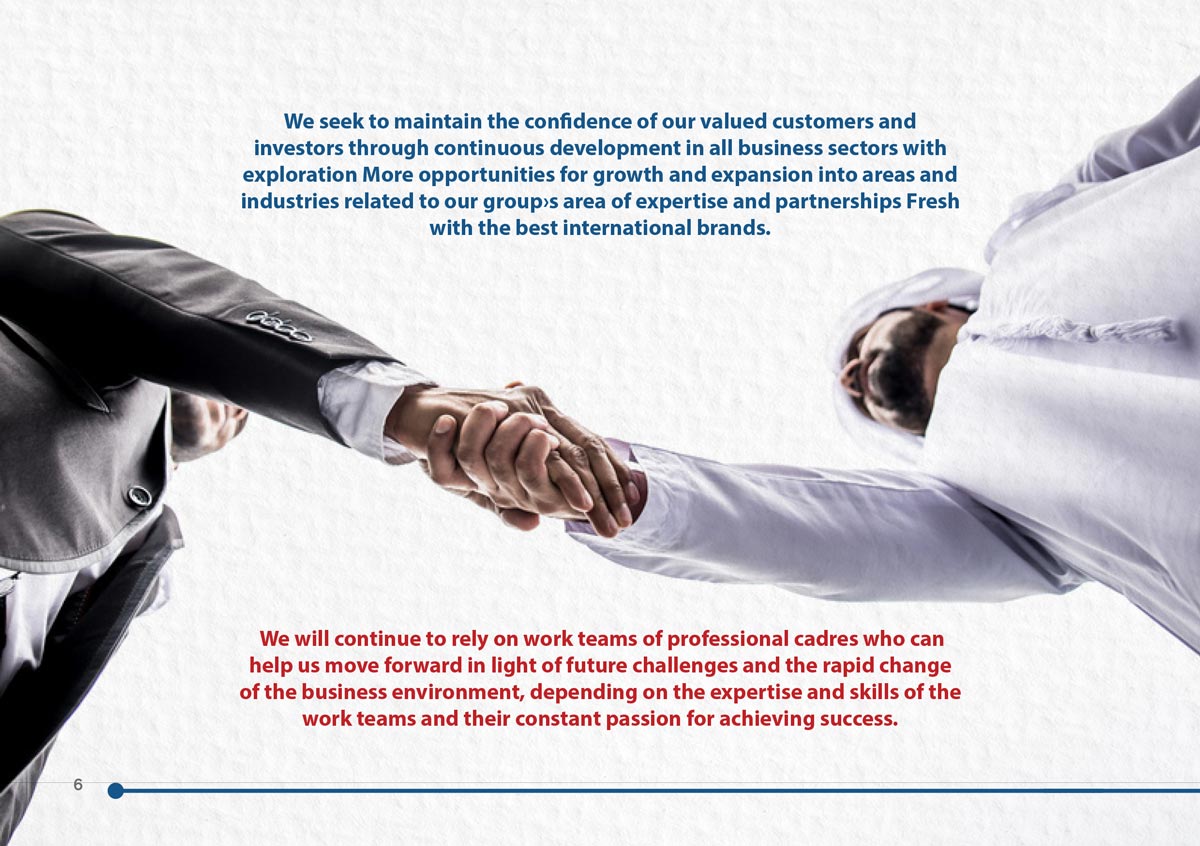 We seek to maintain the confidence of our valued customers and
investors through continuous development in all business sectors with
exploration More opportunities for growth and expansion into areas and
industries related to our group›s area of expertise and partnerships Fresh
with the best international brands.
We will continue to rely on work teams of professional cadres who can
help us move forward in light of future challenges and the rapid change
of the business environment, depending on the expertise and skills of the
work teams and their constant passion for achieving success.
6